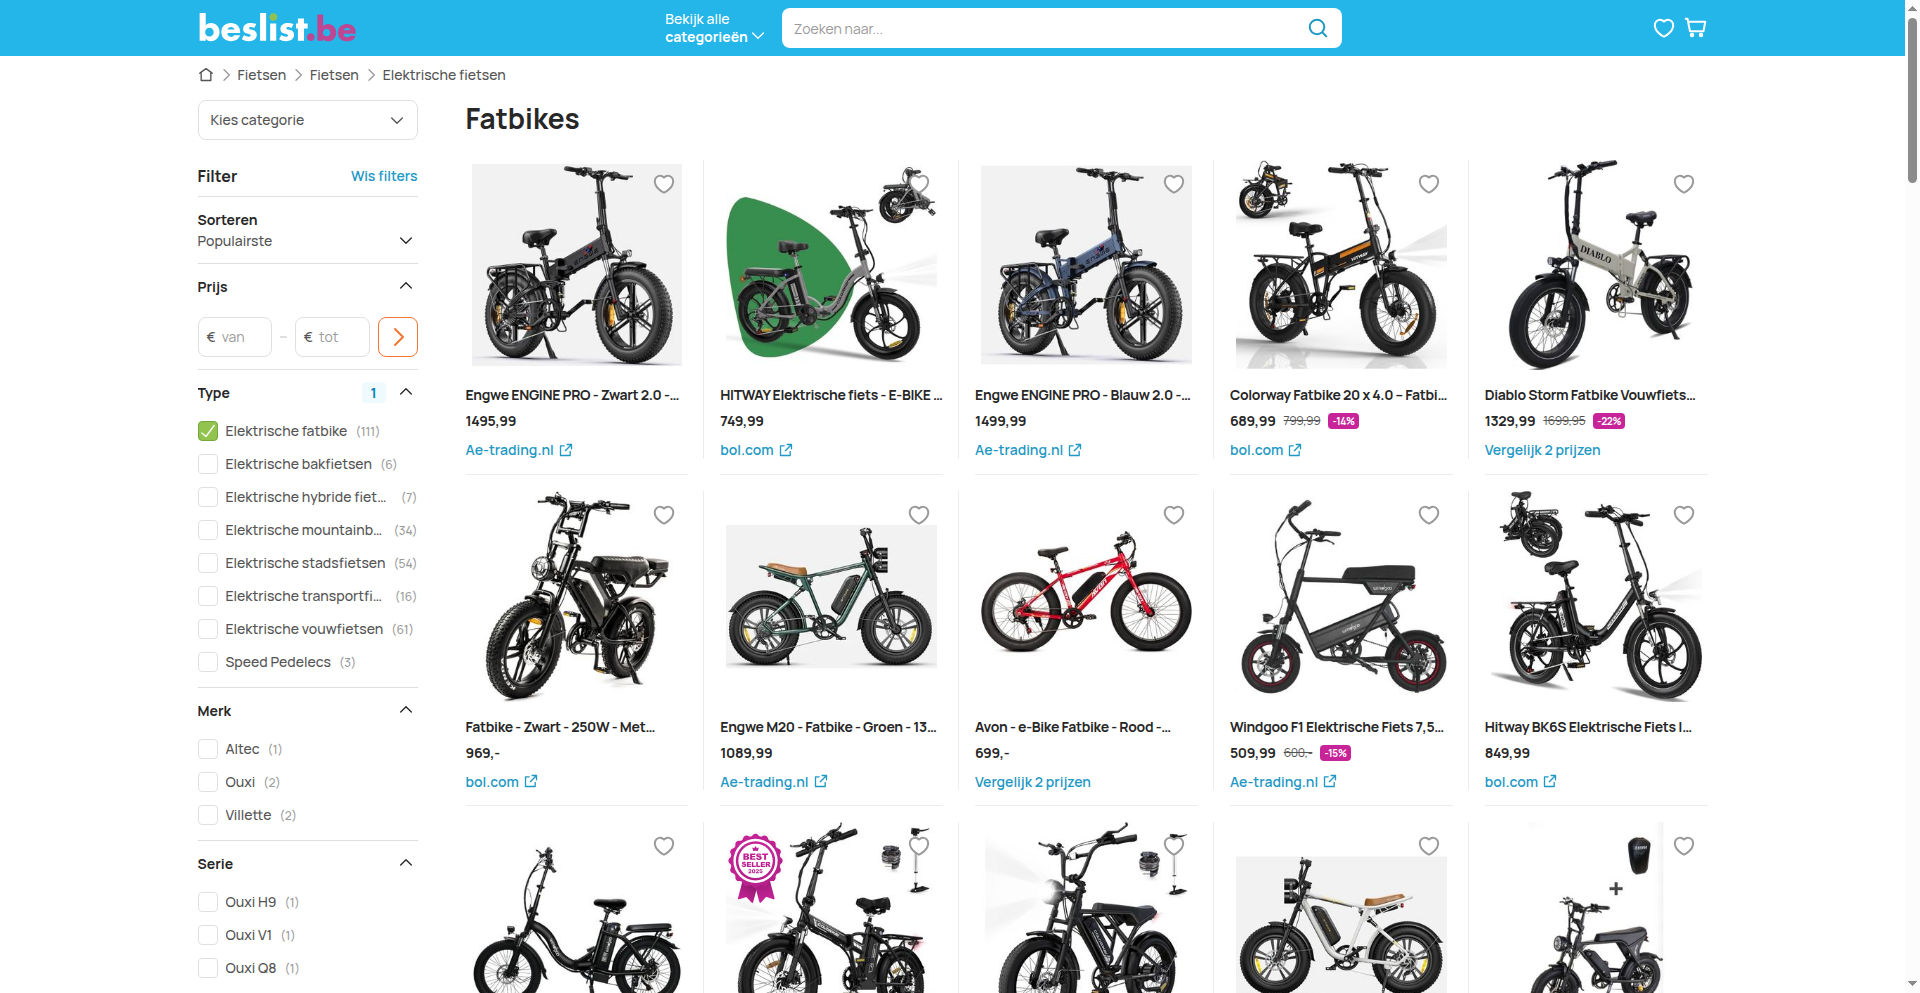 beslist.be
Bekijk alle
categorieën
Zoeken naar...
Fietsen
Fietsen
Elektrische fietsen
Kies categorie
Fatbikes
Filter
Wis filters
Sorteren
Populairste
Prijs
€ van
–
€ tot
Type
1
Elektrische fatbike (111)
Elektrische bakfietsen (6)
Elektrische hybride fiet... (7)
Elektrische mountainb... (34)
Elektrische stadsfietsen (54)
Elektrische transportfi... (16)
Elektrische vouwfietsen (61)
Speed Pedelecs (3)
Merk
Altec (1)
Ouxi (2)
Villette (2)
Serie
Ouxi H9 (1)
Ouxi V1 (1)
Ouxi Q8 (1)
Engwe ENGINE PRO - Zwart 2.0 -...
1495,99
Ae-trading.nl
HITWAY Elektrische fiets - E-BIKE ...
749,99
bol.com
Engwe ENGINE PRO - Blauw 2.0 -...
1499,99
Ae-trading.nl
HITWAY
Colorway Fatbike 20 x 4.0 – Fatbi...
689,99 799,99 -14%
bol.com
DIABLO
Diablo Storm Fatbike Vouwfiets...
1329,99 1699,95 -22%
Vergelijk 2 prijzen
Fatbike - Zwart - 250W - Met...
969,-
bol.com
Engwe M20 - Fatbike - Groen - 13...
1089,99
Ae-trading.nl
Avon - e-Bike Fatbike - Rood -...
699,-
Vergelijk 2 prijzen
Windgoo F1 Elektrische Fiets 7,5...
509,99 600,- -15%
Ae-trading.nl
Hitway BK6S Elektrische Fiets I...
849,99
bol.com
BEST
SELLER
2025